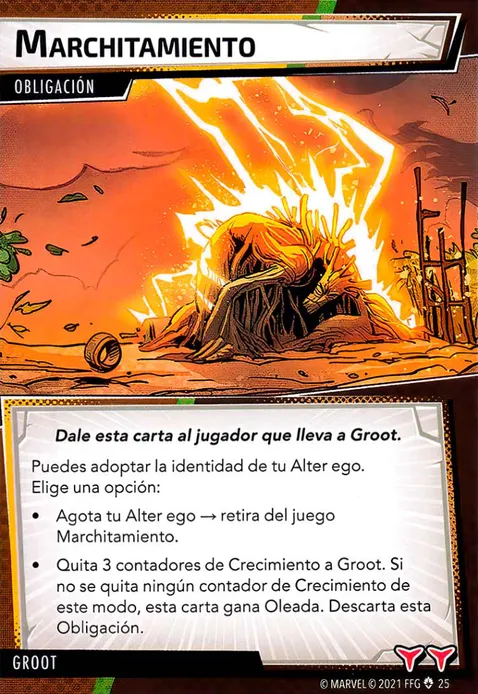 MARCHITAMIENTO
OBLIGACIÓN
Dale esta carta al jugador que lleva a Groot.
Puedes adoptar la identidad de tu Alter ego.
Elige una opción:
• Agota tu Alter ego → retira del juego
Marchitamiento.
• Quita 3 contadores de Crecimiento a Groot. Si
no se quita ningún contador de Crecimiento de
este modo, esta carta gana Oleada. Descarta esta
Obligación.
GROOT
© MARVEL © 2021 FFG 25